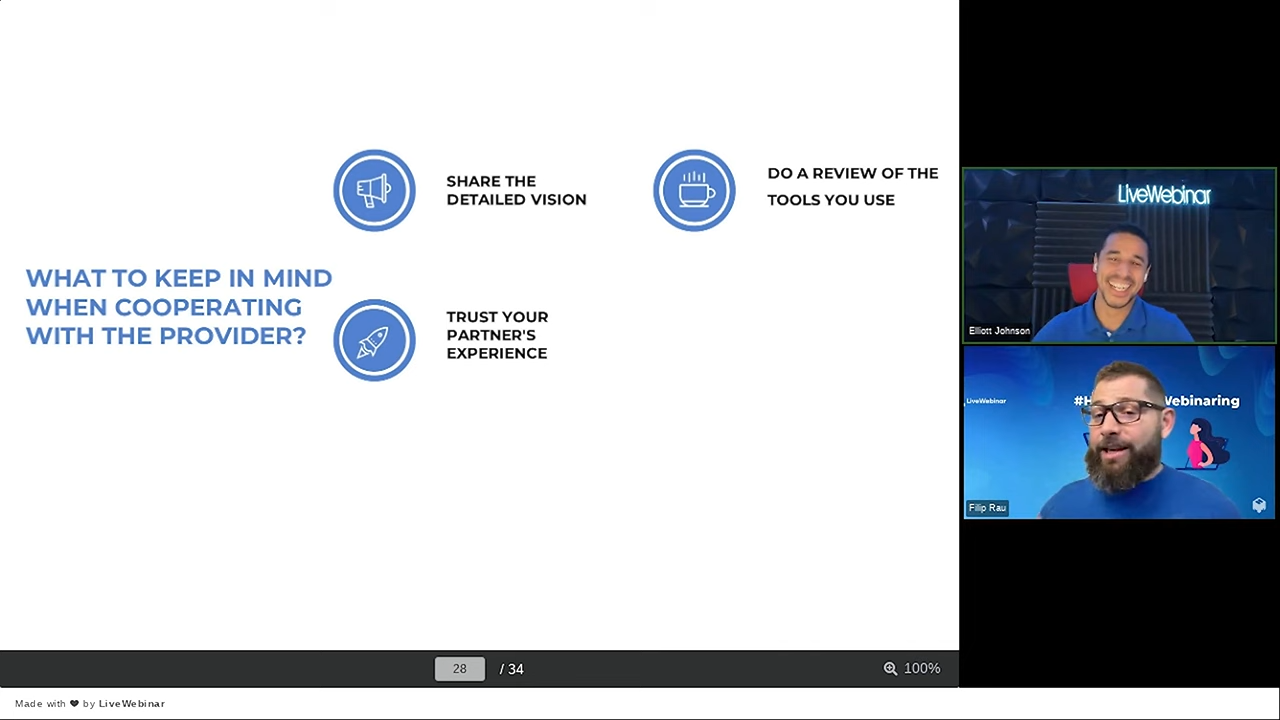 WHAT TO KEEP IN MIND
WHEN COOPERATING
WITH THE PROVIDER?
SHARE THE
DETAILED VISION
DO A REVIEW OF THE
TOOLS YOU USE
TRUST YOUR
PARTNER'S
EXPERIENCE
LiveWebinar
Elliott Johnson
LiveWebinar
Webinaring
Filip Rau
28 / 34
100%
Made with by LiveWebinar